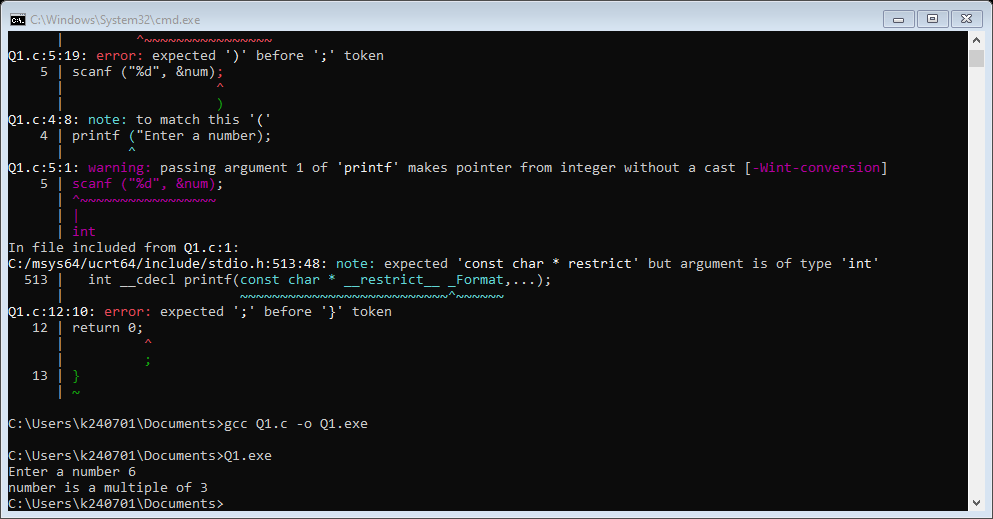 C:\Windows\System32\cmd.exe
| ^~~~~~~~~~~~~~~~~
Q1.c:5:19: error: expected ')' before ';' token
5 | scanf ("%d", &num);
| ^
| )
Q1.c:4:8: note: to match this '('
4 | printf ("Enter a number);
| ^
Q1.c:5:1: warning: passing argument 1 of 'printf' makes pointer from integer without a cast [-Wint-conversion]
5 | scanf ("%d", &num);
| ^~~~~~~~~~~~~~~~~~
| |
| int
In file included from Q1.c:1:
C:/msys64/ucrt64/include/stdio.h:513:48: note: expected 'const char * restrict' but argument is of type 'int'
513 | int __cdecl printf(const char * __restrict__ _Format,...);
| ~~~~~~~~~~~~~~~~~~~~~~~~~~^~~~~~~
Q1.c:12:10: error: expected ';' before '}' token
12 | return 0;
| ^
| ;
13 | }
| ~
C:\Users\k240701\Documents>gcc Q1.c -o Q1.exe
C:\Users\k240701\Documents>Q1.exe
Enter a number 6
number is a multiple of 3
C:\Users\k240701\Documents>